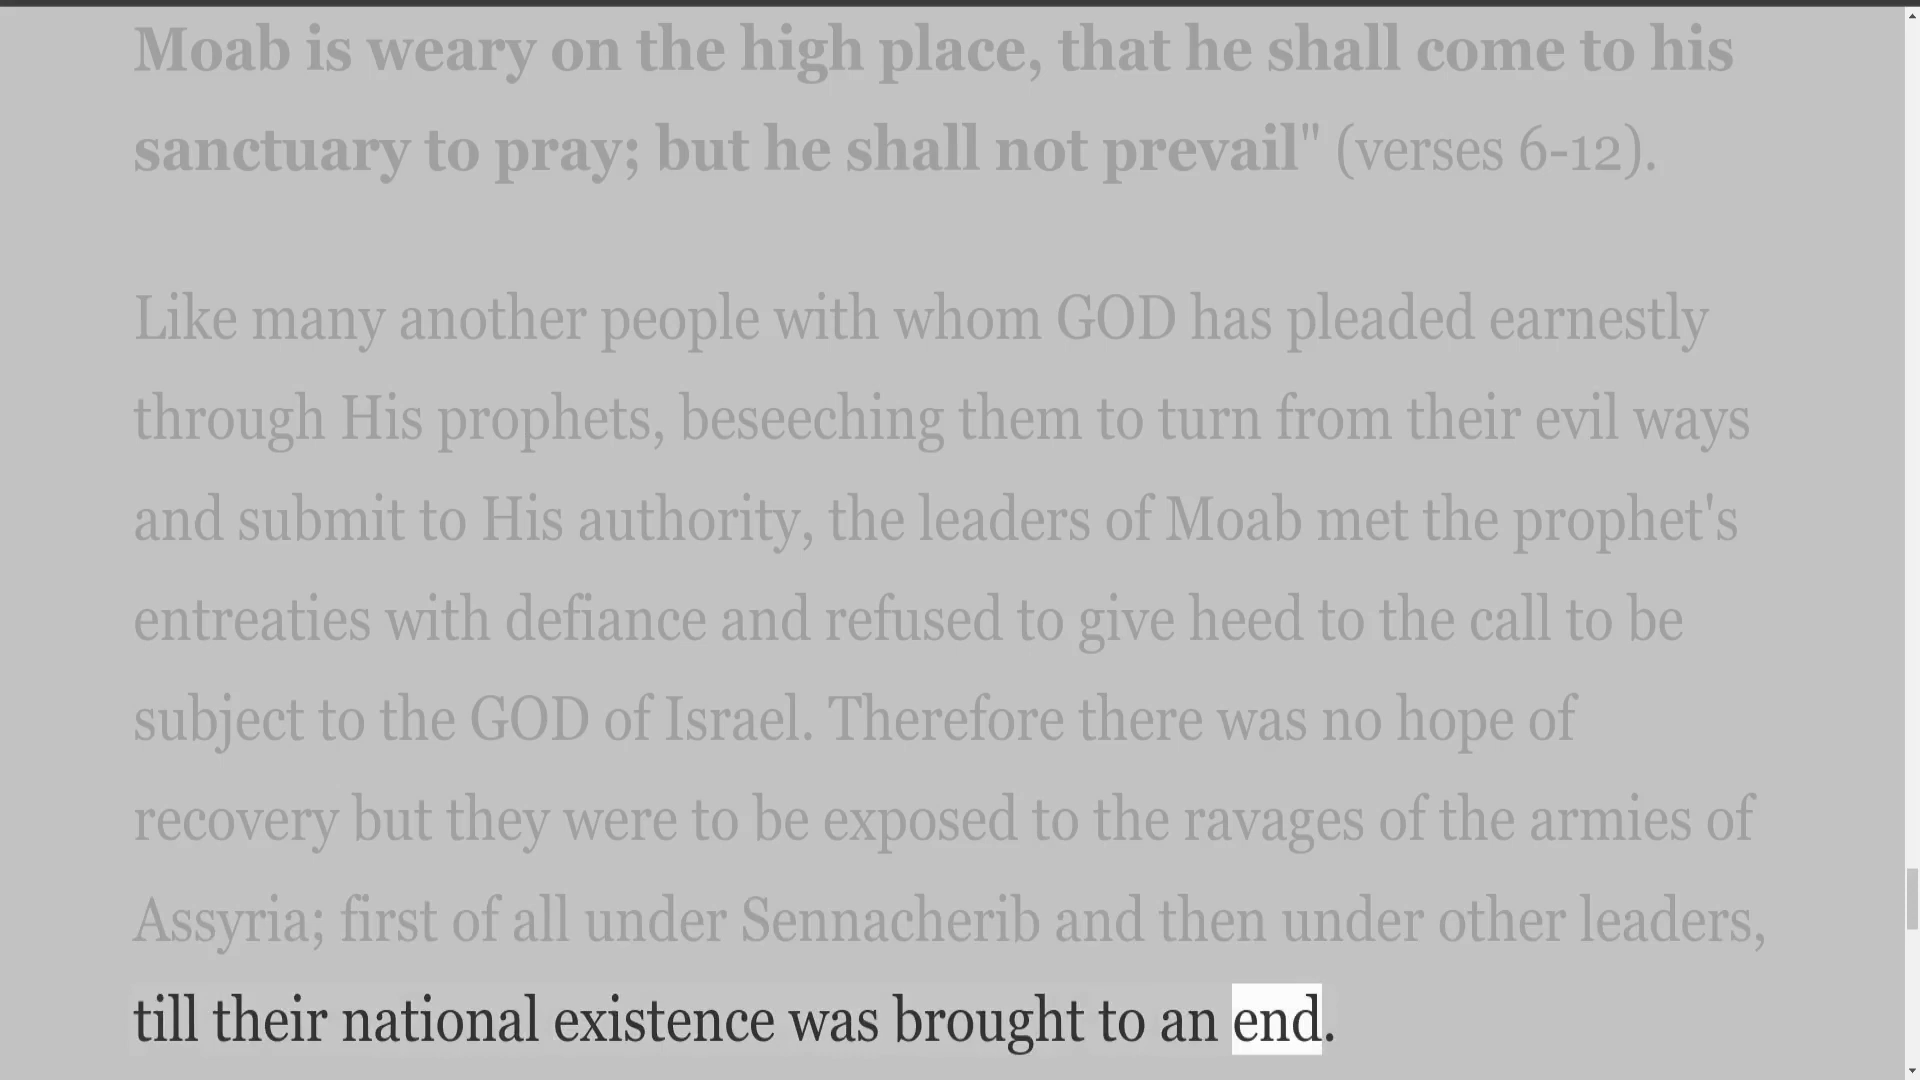 Moab is weary on the high place, that he shall come to his
sanctuary to pray; but he shall not prevail" (verses 6-12).
Like many another people with whom GOD has pleaded earnestly
through His prophets, beseeching them to turn from their evil ways
and submit to His authority, the leaders of Moab met the prophet's
entreaties with defiance and refused to give heed to the call to be
subject to the GOD of Israel. Therefore there was no hope of
recovery but they were to be exposed to the ravages of the armies of
Assyria; first of all under Sennacherib and then under other leaders,
till their national existence was brought to an end.